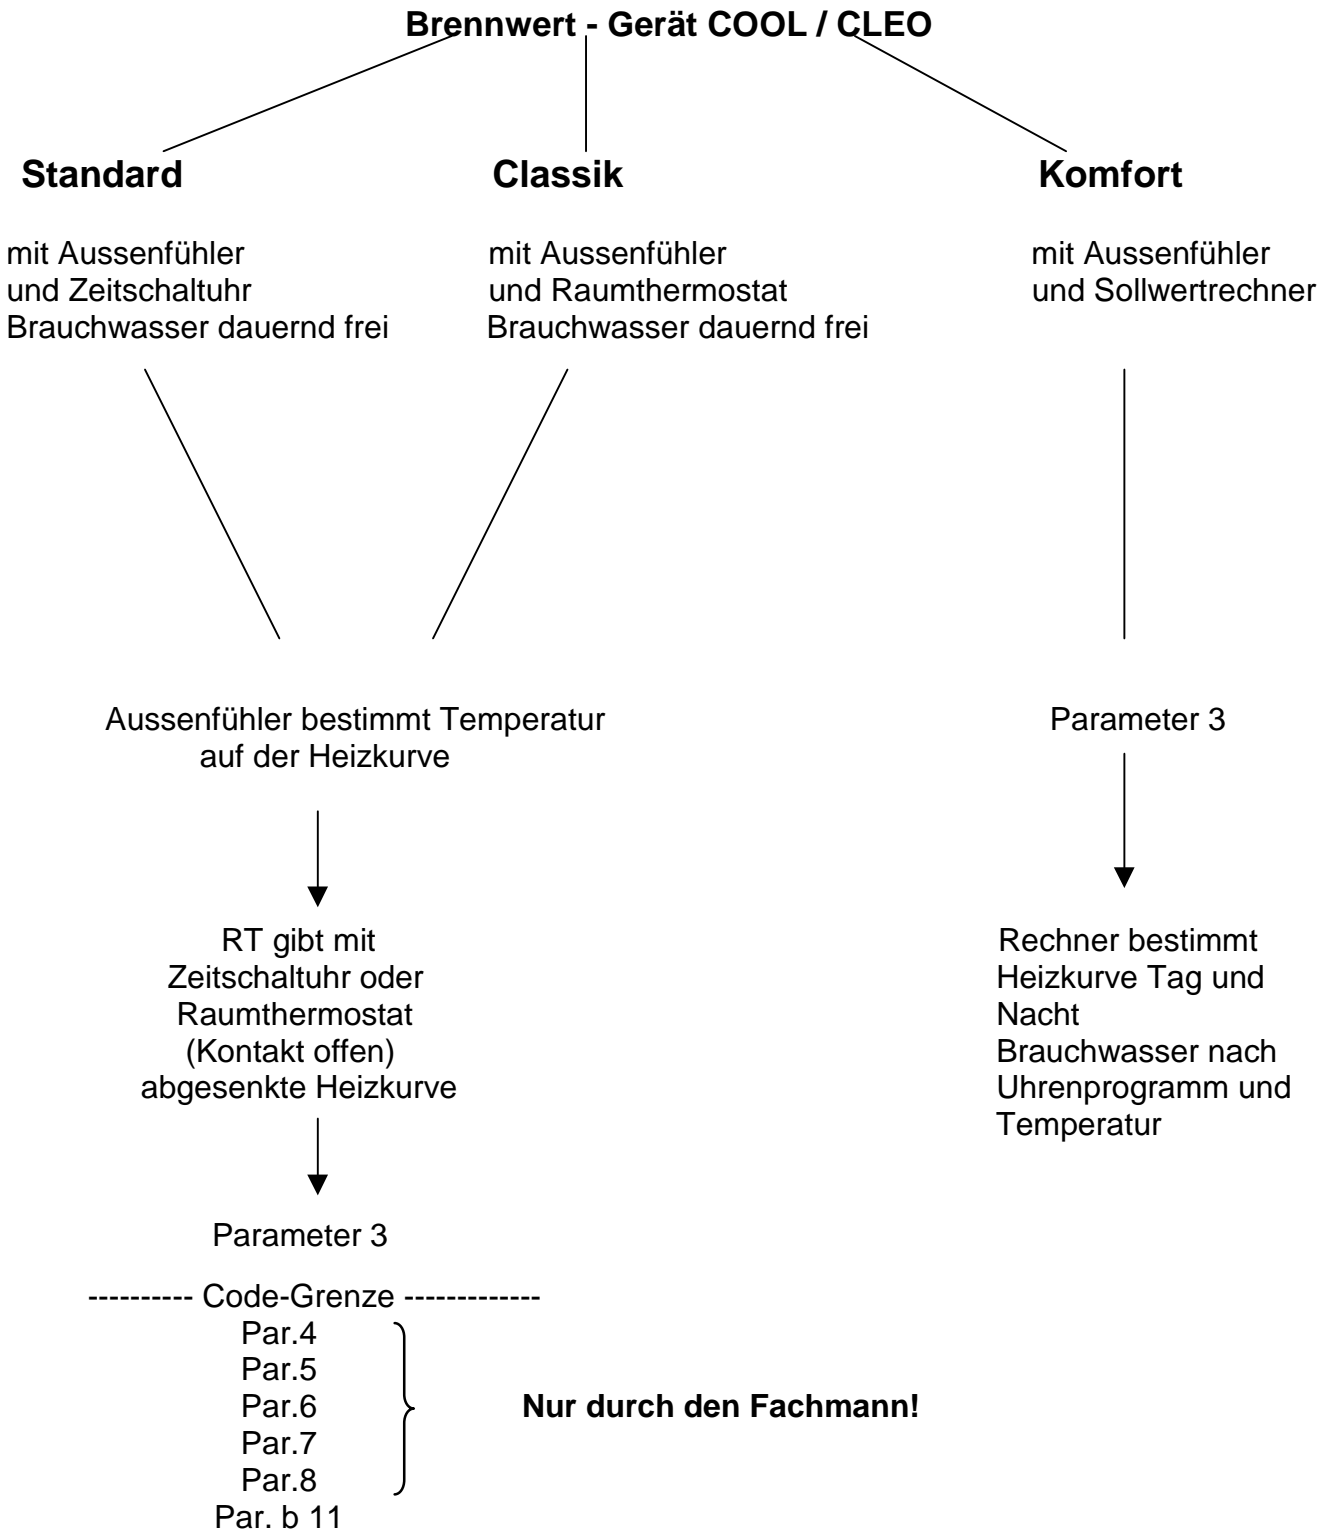 Brennwert - Gerät COOL / CLEO
Standard
mit Aussenfühler
und Zeitschaltuhr
Brauchwasser dauernd frei
Classik
mit Aussenfühler
und Raumthermostat
Brauchwasser dauernd frei
Komfort
mit Aussenfühler
und Sollwertrechner
Aussenfühler bestimmt Temperatur
auf der Heizkurve
RT gibt mit
Zeitschaltuhr oder
Raumthermostat
(Kontakt offen)
abgesenkte Heizkurve
Parameter 3
---------- Code-Grenze -------------
Par.4
Par.5
Par.6
Par.7
Par.8
Par. b 11
Nur durch den Fachmann!
Parameter 3
Rechner bestimmt
Heizkurve Tag und
Nacht
Brauchwasser nach
Uhrenprogramm und
Temperatur